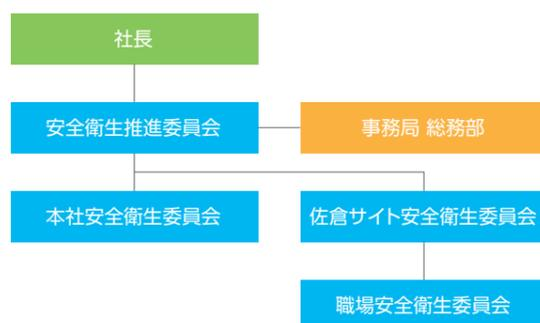 社長
安全衛生推進委員会
事務局 総務部
本社安全衛生委員会
佐倉サイト安全衛生委員会
職場安全衛生委員会